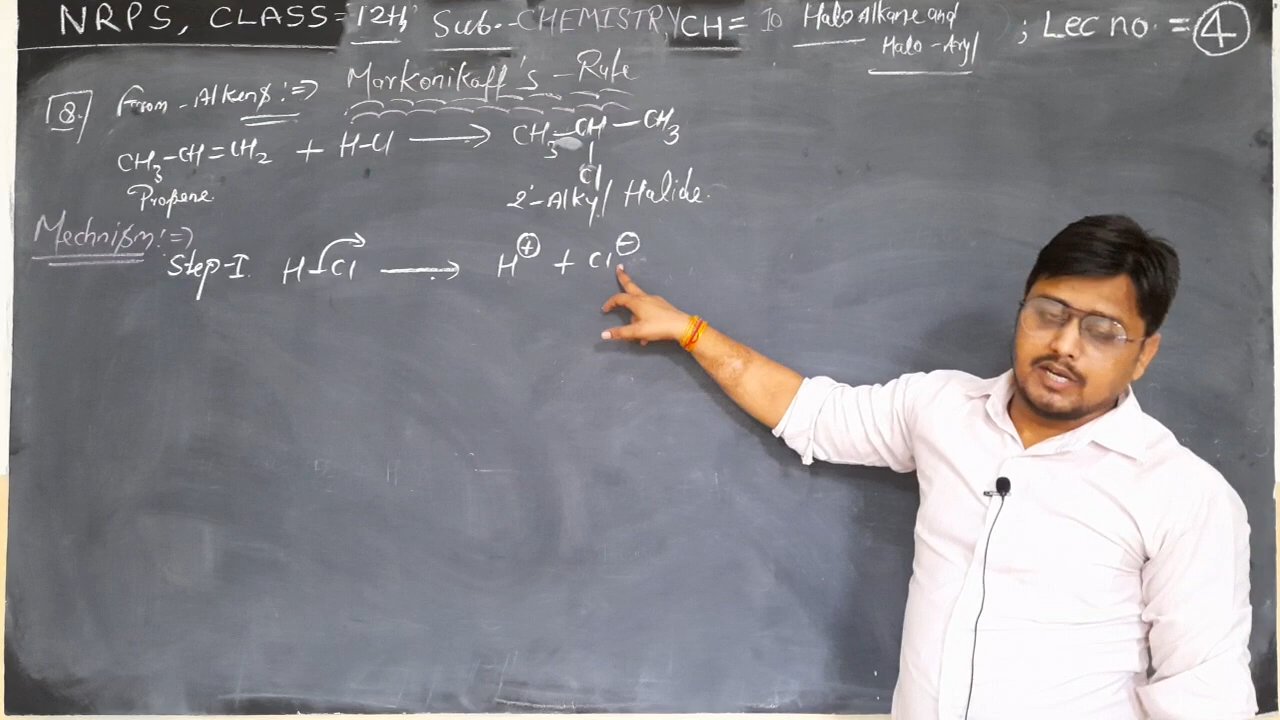 NRPS, CLASS=12th, Sub.-CHEMISTRY, CH= 10 Halo Alkane and Halo-Aryl ; Lec no. = 4
8. From-Alkens:⇒ Markonikoff's-Rule
CH3-CH=CH2 + H-Cl ⟶ CH3-CH-CH3
Cl
Propene 2°-Alkyl Halide.
Mechnism:⇒
Step-I. H-Cl ⟶ H⊕ + Cl⊖